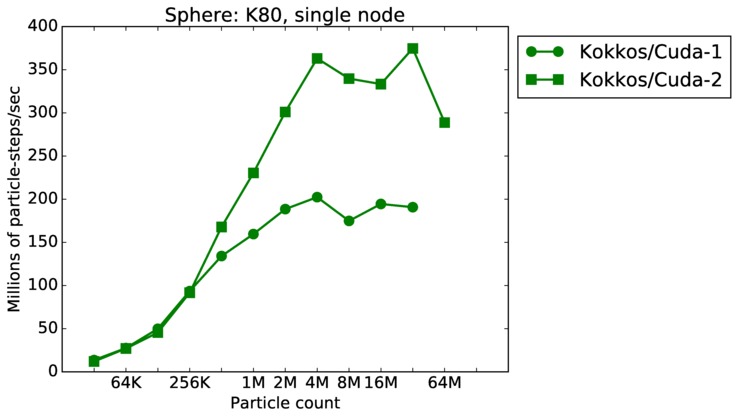 Sphere: K80, single node
Kokkos/Cuda-1
Kokkos/Cuda-2
Millions of particle-steps/sec
400
350
300
250
200
150
100
50
0
64K 256K 1M 2M 4M 8M 16M 64M
Particle count